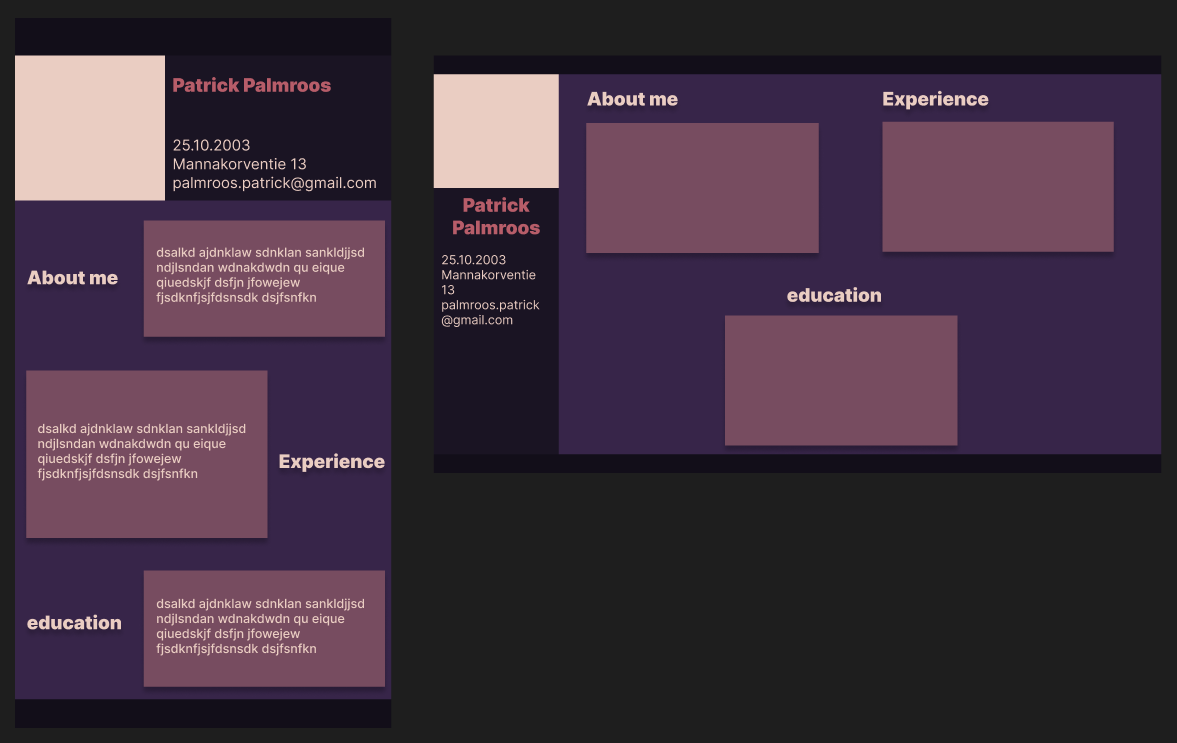 Patrick Palmroos
25.10.2003
Mannakorventie 13
palmroos.patrick@gmail.com
About me
dsalkd ajdnklaw sdnklan sankldjjsd
ndjlsndan wdnakdwdn qu eique
qiuedskjf dsfjn jfowejew
fjsdknfjsjfdsnsdk dsjfsnfkn
dsalkd ajdnklaw sdnklan sankldjjsd
ndjlsndan wdnakdwdn qu eique
qiuedskjf dsfjn jfowejew
fjsdknfjsjfdsnsdk dsjfsnfkn
Experience
education
dsalkd ajdnklaw sdnklan sankldjjsd
ndjlsndan wdnakdwdn qu eique
qiuedskjf dsfjn jfowejew
fjsdknfjsjfdsnsdk dsjfsnfkn
Patrick
Palmroos
25.10.2003
Mannakorventie
13
palmroos.patrick
@gmail.com
About me
Experience
education